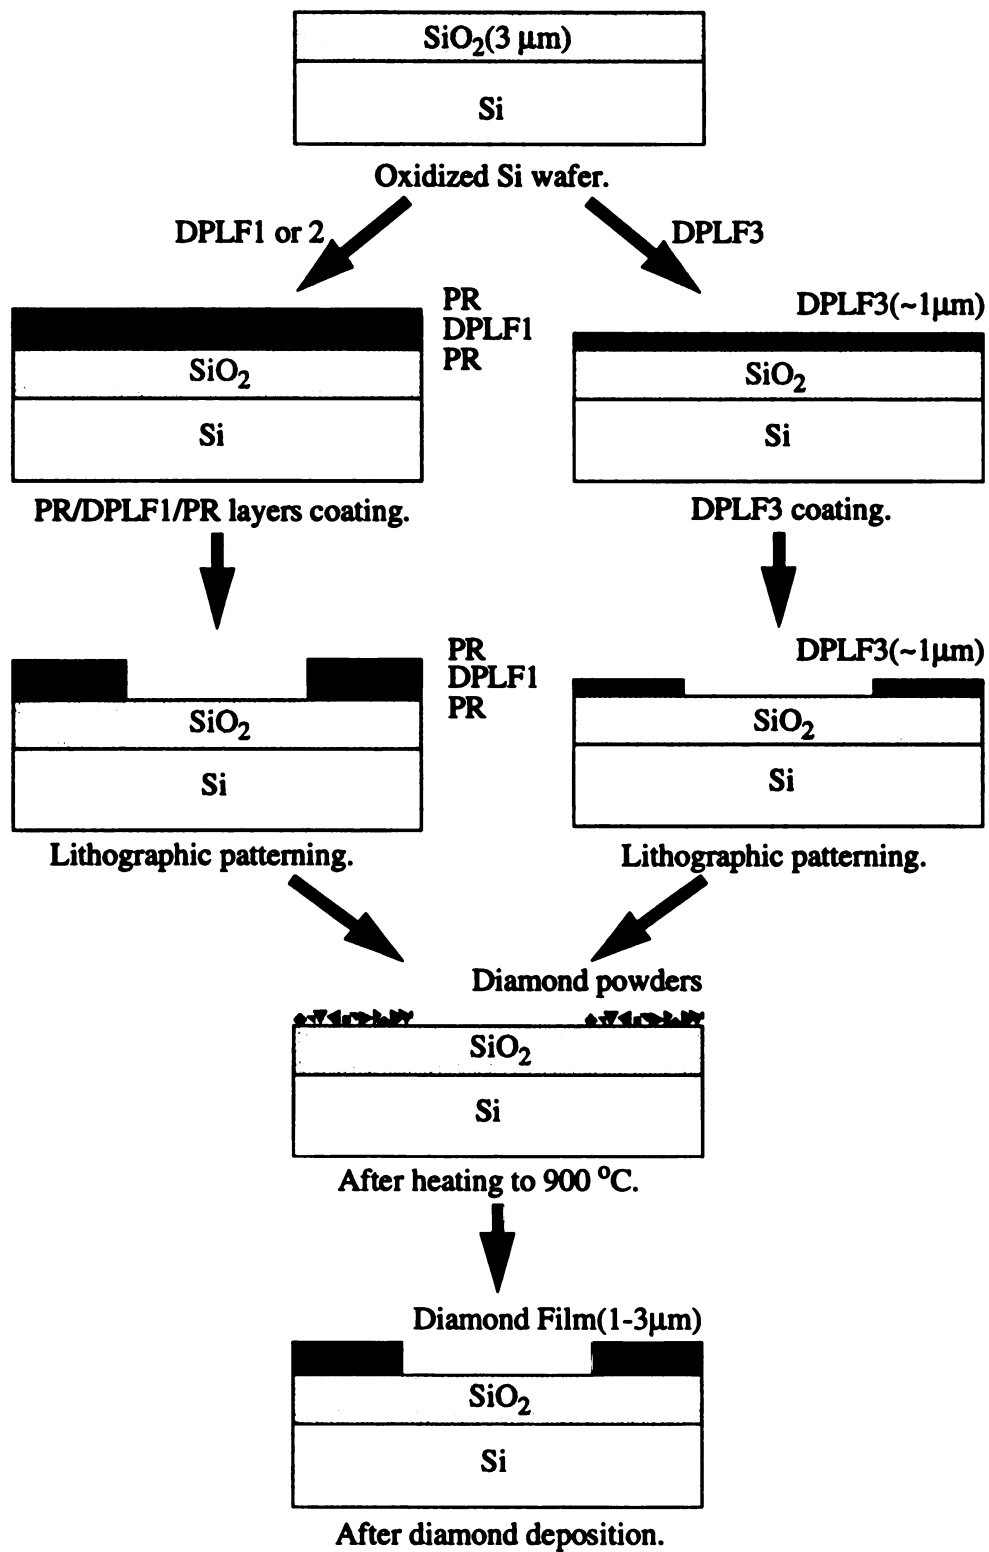 SiO₂(3 μm)
Si
Oxidized Si wafer.
DPLF1 or 2
DPLF3
PR
DPLF1
PR
SiO₂
Si
PR/DPLF1/PR layers coating.
DPLF3(~1μm)
SiO₂
Si
DPLF3 coating.
PR
DPLF1
PR
SiO₂
Si
Lithographic patterning.
DPLF3(~1μm)
SiO₂
Si
Lithographic patterning.
Diamond powders
SiO₂
Si
After heating to 900 °C.
Diamond Film(1-3μm)
SiO₂
Si
After diamond deposition.